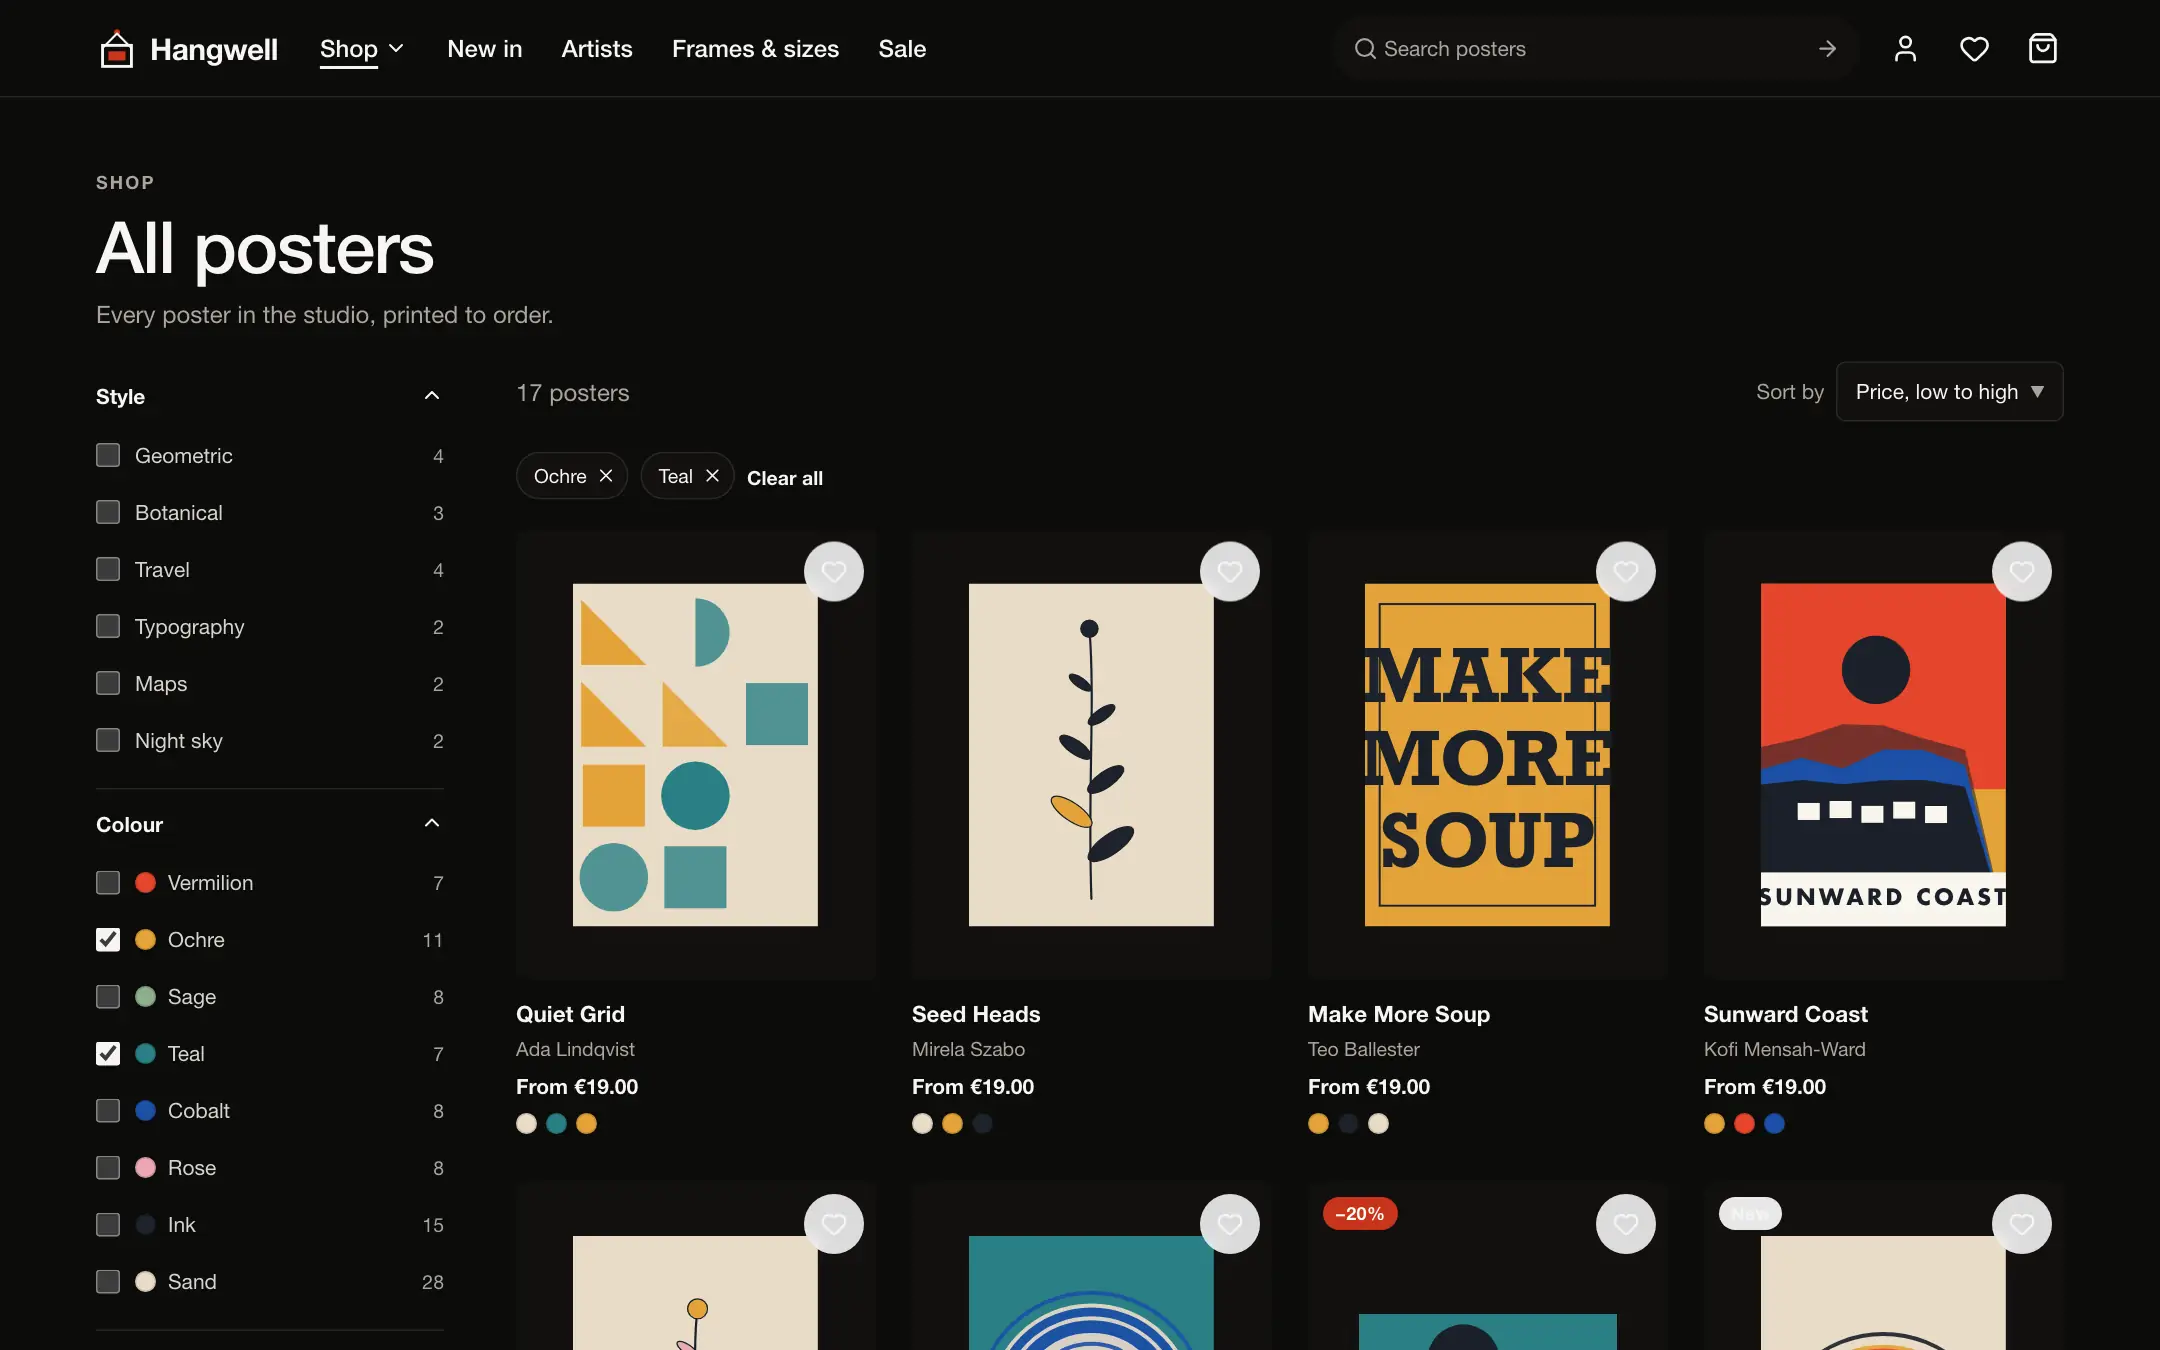 Hangwell
Shop
New in
Artists
Frames & sizes
Sale
Search posters
SHOP
All posters
Every poster in the studio, printed to order.
Style
Geometric 4
Botanical 3
Travel 4
Typography 2
Maps 2
Night sky 2
Colour
Vermilion 7
Ochre 11
Sage 8
Teal 7
Cobalt 8
Rose 8
Ink 15
Sand 28
17 posters
Sort by Price, low to high
Ochre
Teal
Clear all
MAKE
MORE
SOUP
SUNWARD COAST
Quiet Grid
Ada Lindqvist
From €19.00
Seed Heads
Mirela Szabo
From €19.00
Make More Soup
Teo Ballester
From €19.00
Sunward Coast
Kofi Mensah-Ward
From €19.00
−20%
New